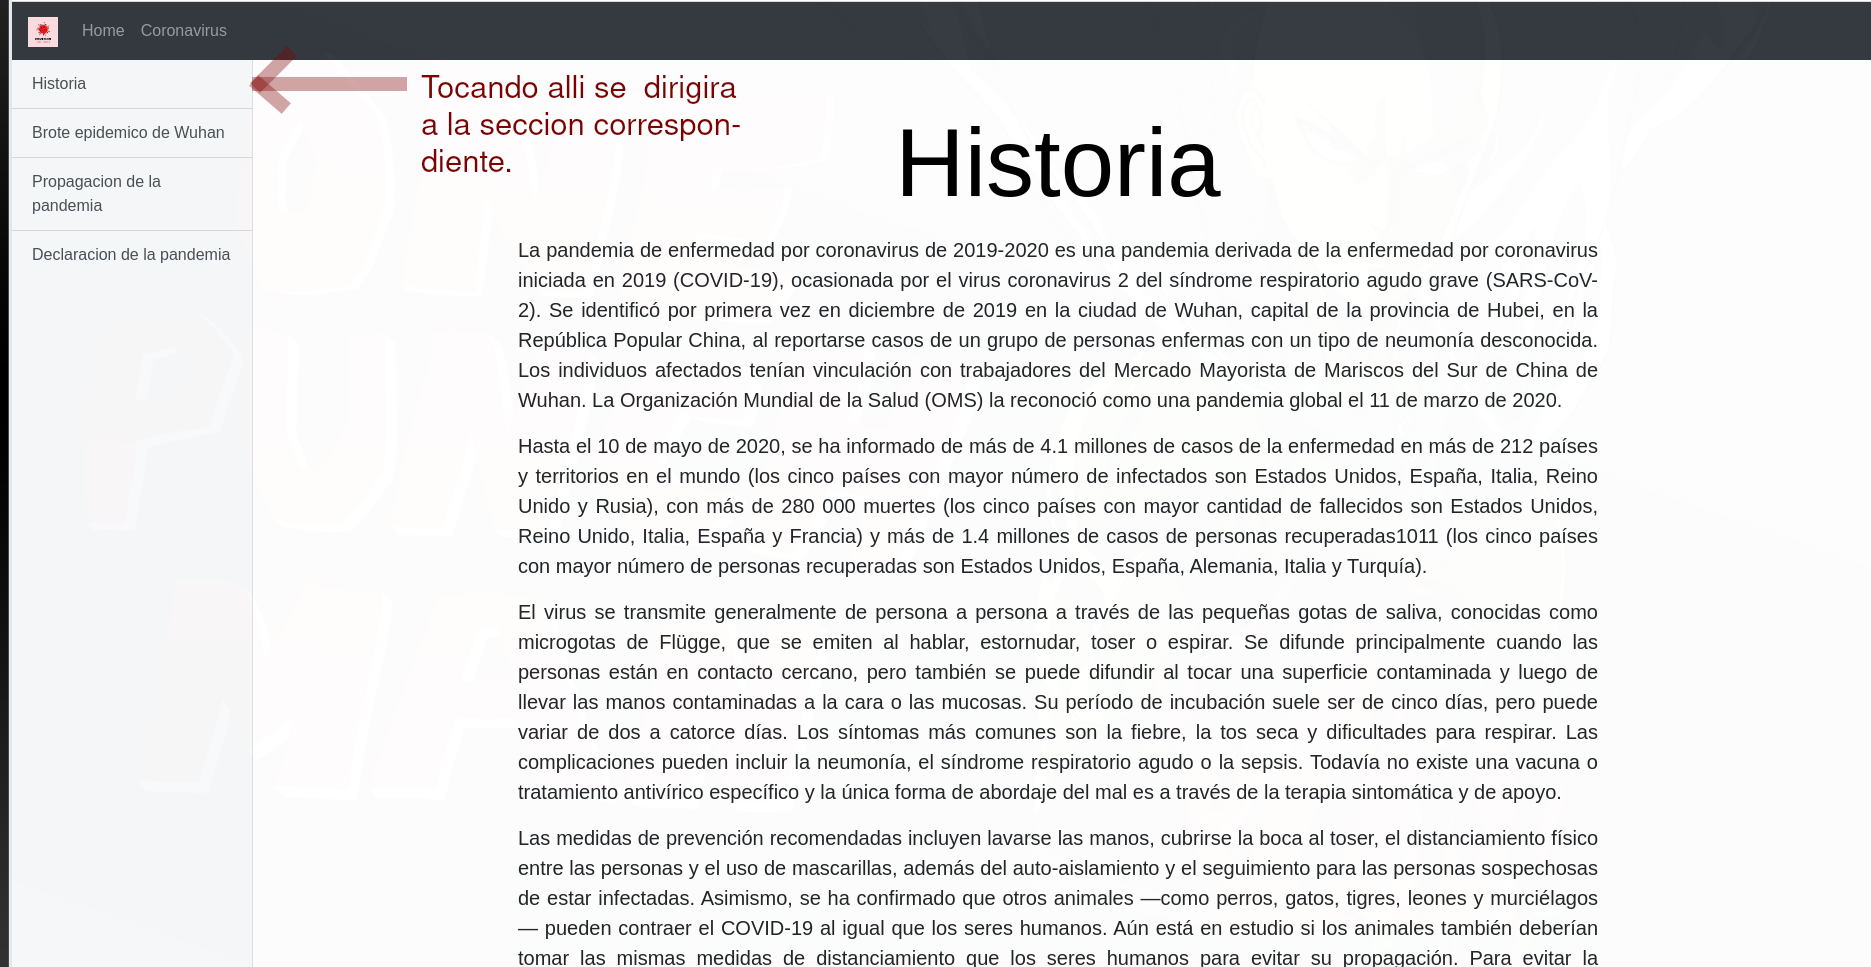 Home Coronavirus
Historia
Brote epidemico de Wuhan
Propagacion de la
pandemia
Declaracion de la pandemia
Tocando alli se dirigira
a la seccion correspon-
diente.
Historia
La pandemia de enfermedad por coronavirus de 2019-2020 es una pandemia derivada de la enfermedad por coronavirus
iniciada en 2019 (COVID-19), ocasionada por el virus coronavirus 2 del síndrome respiratorio agudo grave (SARS-CoV-
2). Se identificó por primera vez en diciembre de 2019 en la ciudad de Wuhan, capital de la provincia de Hubei, en la
República Popular China, al reportarse casos de un grupo de personas enfermas con un tipo de neumonía desconocida.
Los individuos afectados tenían vinculación con trabajadores del Mercado Mayorista de Mariscos del Sur de China de
Wuhan. La Organización Mundial de la Salud (OMS) la reconoció como una pandemia global el 11 de marzo de 2020.
Hasta el 10 de mayo de 2020, se ha informado de más de 4.1 millones de casos de la enfermedad en más de 212 países
y territorios en el mundo (los cinco países con mayor número de infectados son Estados Unidos, España, Italia, Reino
Unido y Rusia), con más de 280 000 muertes (los cinco países con mayor cantidad de fallecidos son Estados Unidos,
Reino Unido, Italia, España y Francia) y más de 1.4 millones de casos de personas recuperadas1011 (los cinco países
con mayor número de personas recuperadas son Estados Unidos, España, Alemania, Italia y Turquía).
El virus se transmite generalmente de persona a persona a través de las pequeñas gotas de saliva, conocidas como
microgotas de Flügge, que se emiten al hablar, estornudar, toser o espirar. Se difunde principalmente cuando las
personas están en contacto cercano, pero también se puede difundir al tocar una superficie contaminada y luego de
llevar las manos contaminadas a la cara o las mucosas. Su período de incubación suele ser de cinco días, pero puede
variar de dos a catorce días. Los síntomas más comunes son la fiebre, la tos seca y dificultades para respirar. Las
complicaciones pueden incluir la neumonía, el síndrome respiratorio agudo o la sepsis. Todavía no existe una vacuna o
tratamiento antivírico específico y la única forma de abordaje del mal es a través de la terapia sintomática y de apoyo.
Las medidas de prevención recomendadas incluyen lavarse las manos, cubrirse la boca al toser, el distanciamiento físico
entre las personas y el uso de mascarillas, además del auto-aislamiento y el seguimiento para las personas sospechosas
de estar infectadas. Asimismo, se ha confirmado que otros animales —como perros, gatos, tigres, leones y murciélagos
— pueden contraer el COVID-19 al igual que los seres humanos. Aún está en estudio si los animales también deberían
tomar las mismas medidas de distanciamiento que los seres humanos para evitar su propagación. Para evitar la
ONE
PUNCH
MAN